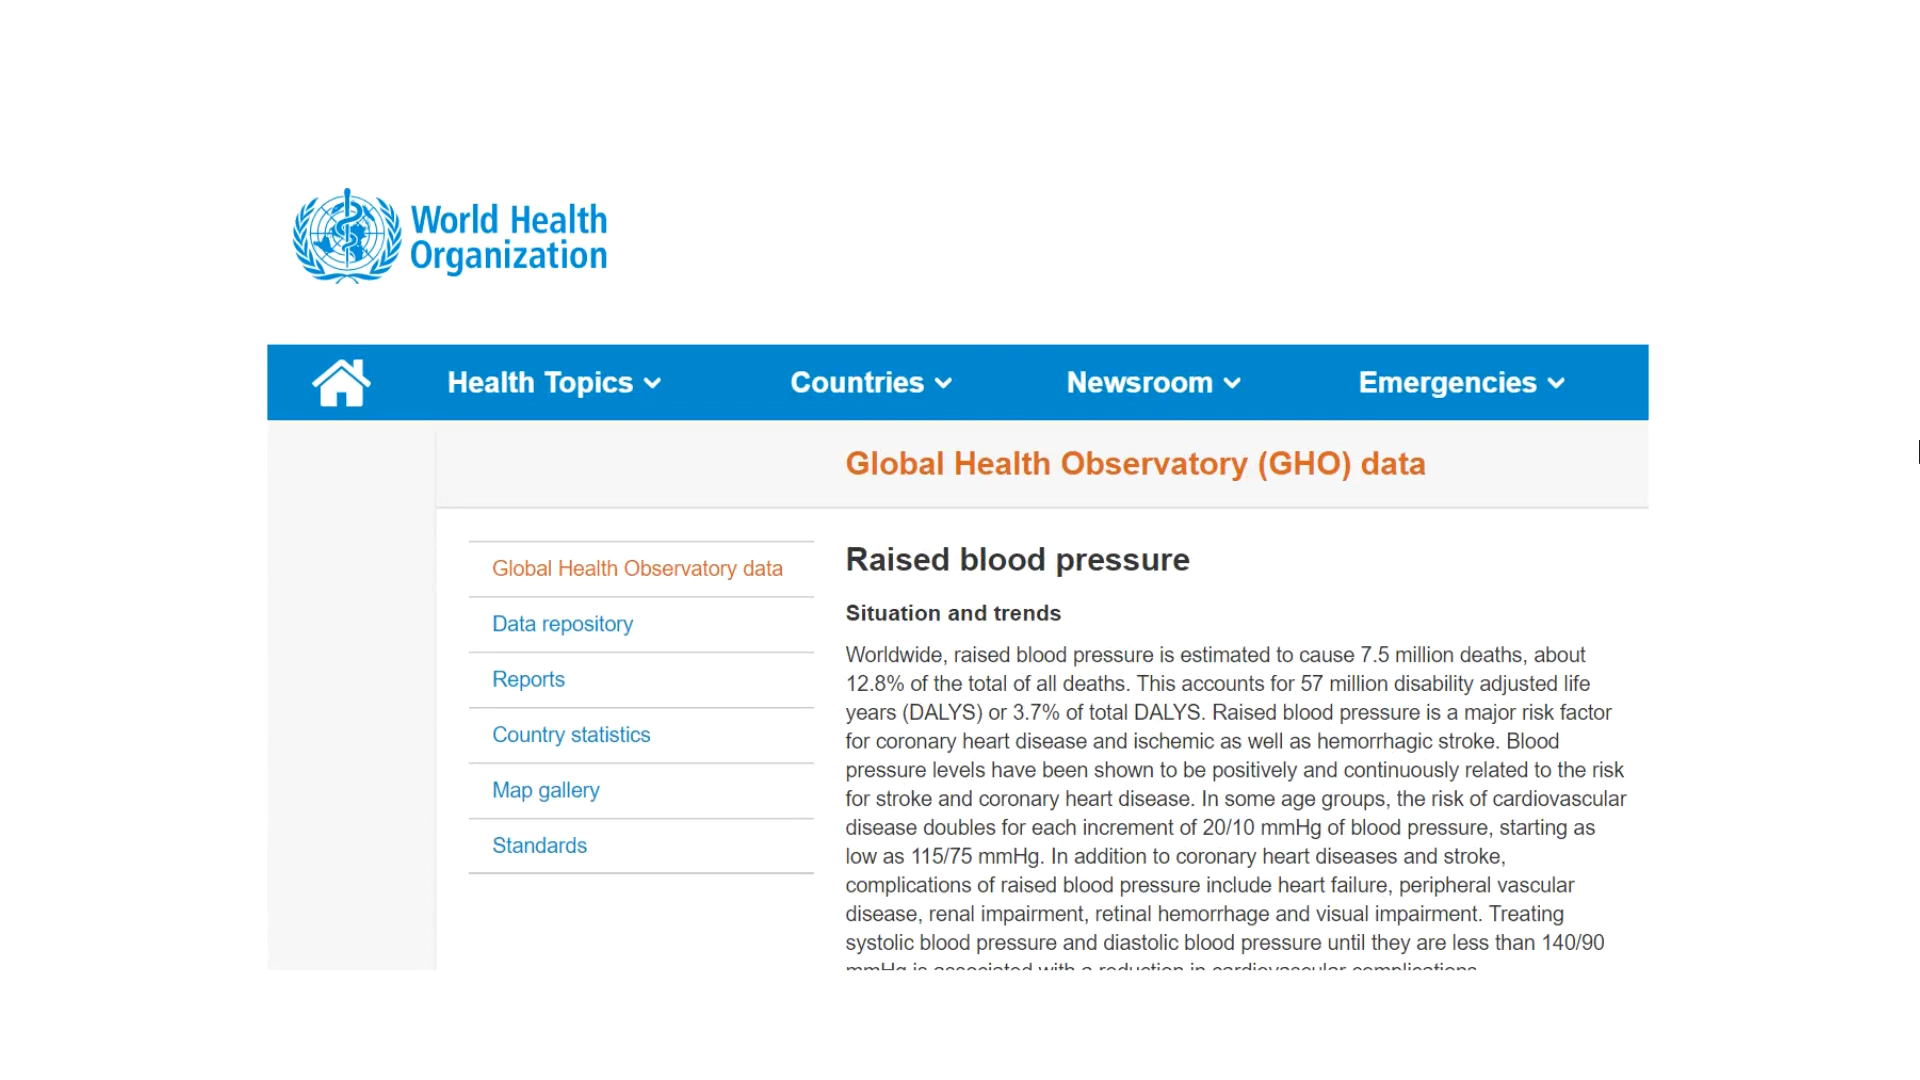 World Health
Organization
Health Topics
Countries
Newsroom
Emergencies
Global Health Observatory (GHO) data
Global Health Observatory data
Data repository
Reports
Country statistics
Map gallery
Standards
Raised blood pressure
Situation and trends
Worldwide, raised blood pressure is estimated to cause 7.5 million deaths, about
12.8% of the total of all deaths. This accounts for 57 million disability adjusted life
years (DALYS) or 3.7% of total DALYS. Raised blood pressure is a major risk factor
for coronary heart disease and ischemic as well as hemorrhagic stroke. Blood
pressure levels have been shown to be positively and continuously related to the risk
for stroke and coronary heart disease. In some age groups, the risk of cardiovascular
disease doubles for each increment of 20/10 mmHg of blood pressure, starting as
low as 115/75 mmHg. In addition to coronary heart diseases and stroke,
complications of raised blood pressure include heart failure, peripheral vascular
disease, renal impairment, retinal hemorrhage and visual impairment. Treating
systolic blood pressure and diastolic blood pressure until they are less than 140/90
mmHg is associated with a reduction in cardiovascular complications.